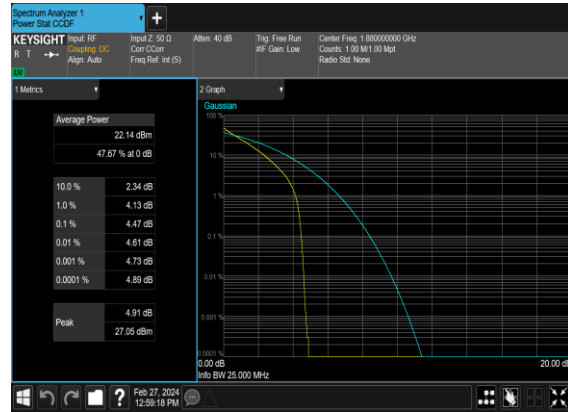 Spectrum Analyzer 1
Power Stat CCDF
KEYSIGHT
R T
LW
Input: RF
Coupling: DC
Align: Auto
Input Z: 50 Ω
Corr CCorr
Freq Ref: Int (S)
Atten: 40 dB
Trig: Free Run
#IF Gain: Low
Center Freq: 1.880000000 GHz
Counts: 1.00 M/1.00 Mpt
Radio Std: None
1 Metrics
Average Power
22.14 dBm
47.67 % at 0 dB
10.0 % 2.34 dB
1.0 % 4.13 dB
0.1 % 4.47 dB
0.01 % 4.61 dB
0.001 % 4.73 dB
0.0001 % 4.89 dB
Peak
4.91 dB
27.05 dBm
2 Graph
Gaussian
100 %
10 %
1 %
0.1 %
0.01 %
0.001 %
0.0001 %
0.00 dB
20.00 dB
Info BW 25.000 MHz
Feb 27, 2024
12:59:18 PM